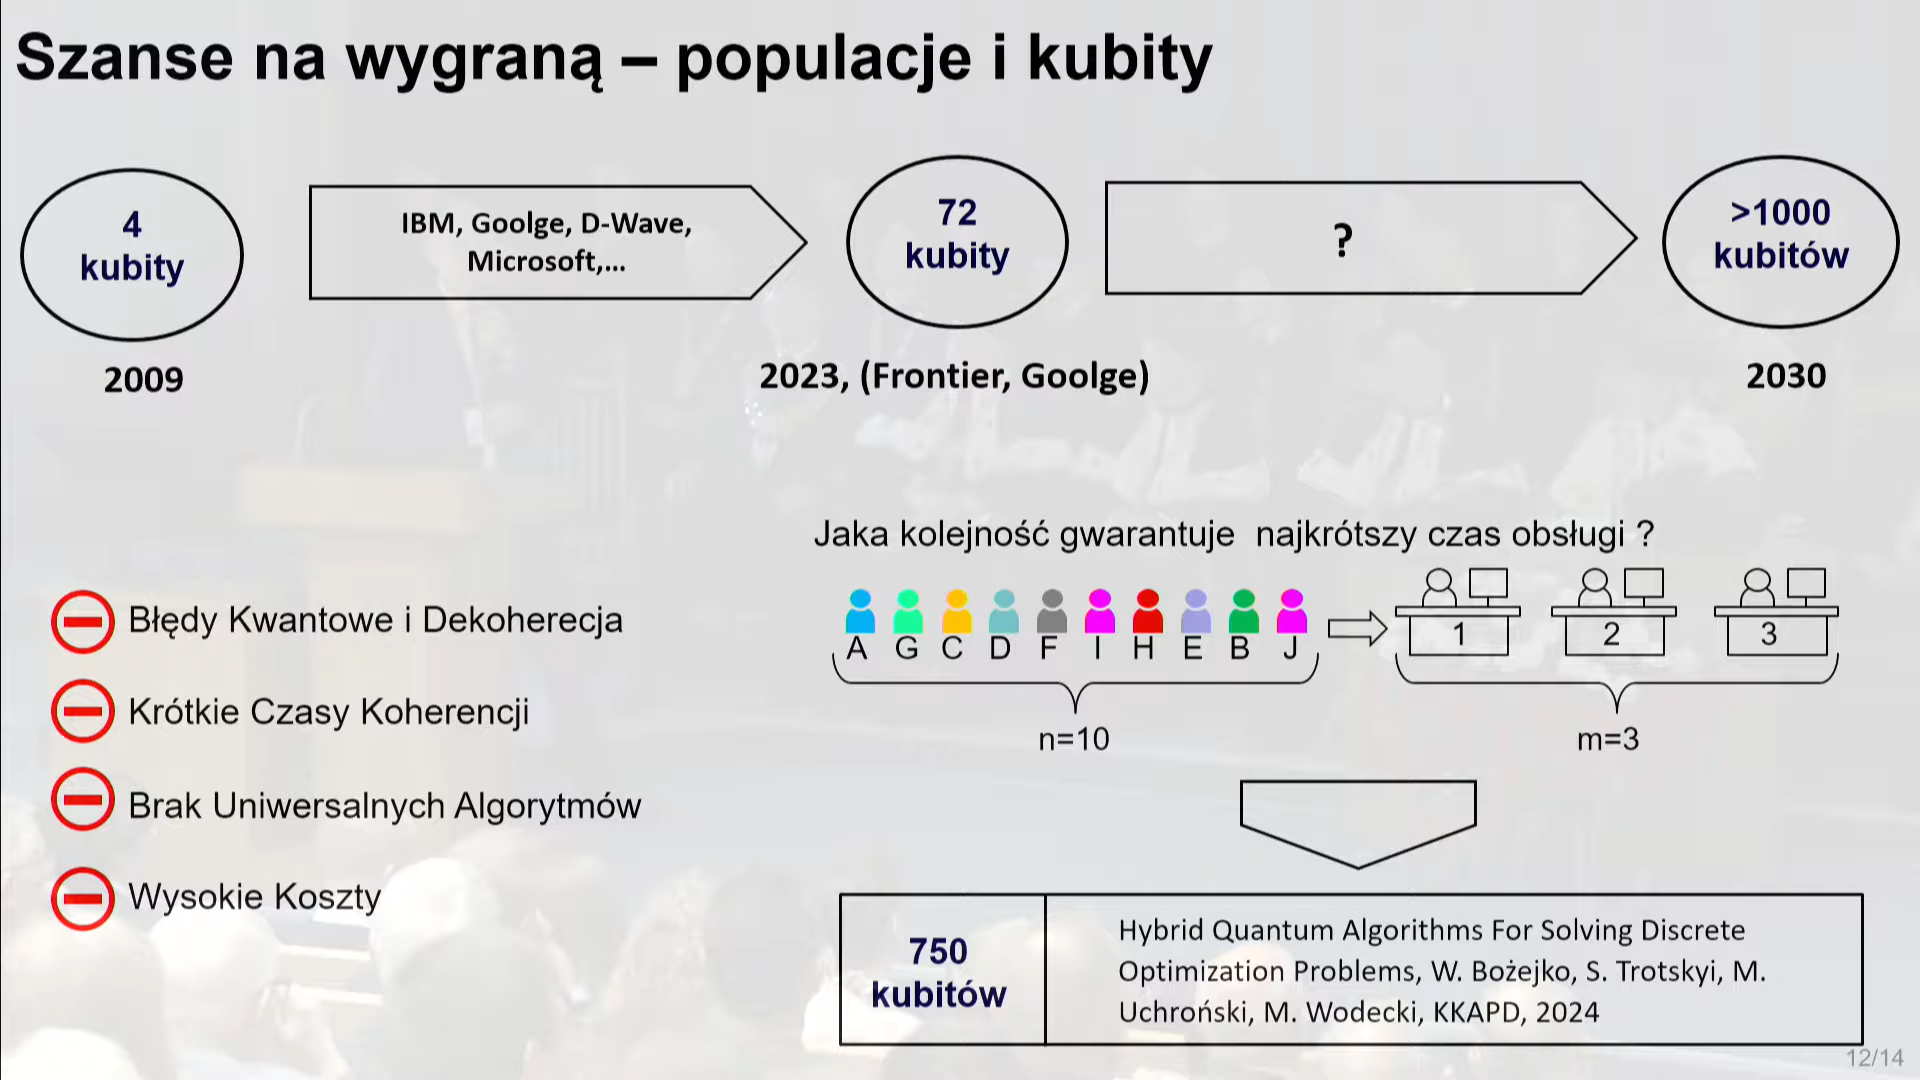 Szanse na wygraną – populacje i kubity
4
kubity
IBM, Goolge, D-Wave,
Microsoft,...
72
kubity
?
>1000
kubitów
2009
2023, (Frontier, Goolge)
2030
Błędy Kwantowe i Dekoherecja
Krótkie Czasy Koherencji
Brak Uniwersalnych Algorytmów
Wysokie Koszty
Jaka kolejność gwarantuje najkrótszy czas obsługi ?
A G C D F I H E B J
1 2 3
n=10
m=3
750
kubitów
Hybrid Quantum Algorithms For Solving Discrete
Optimization Problems, W. Bożejko, S. Trotskyi, M.
Uchroński, M. Wodecki, KKAPD, 2024
12/14